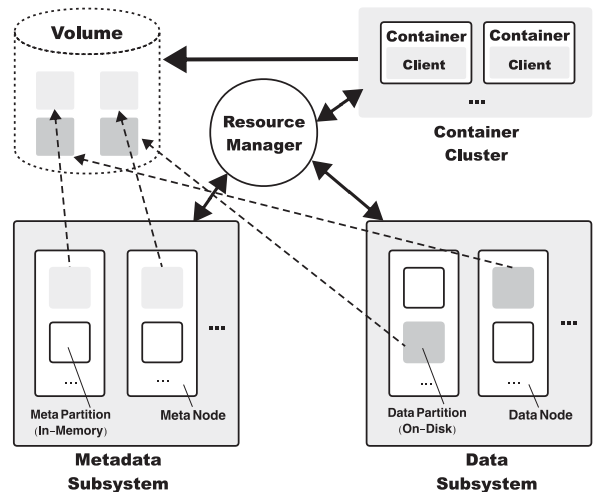 Volume
Container
Client
Container
Client
...
Container
Cluster
Resource
Manager
...
...
Meta Partition
(In-Memory)
Meta Node
...
Metadata
Subsystem
...
...
Data Partition
(On-Disk)
Data Node
...
Data
Subsystem